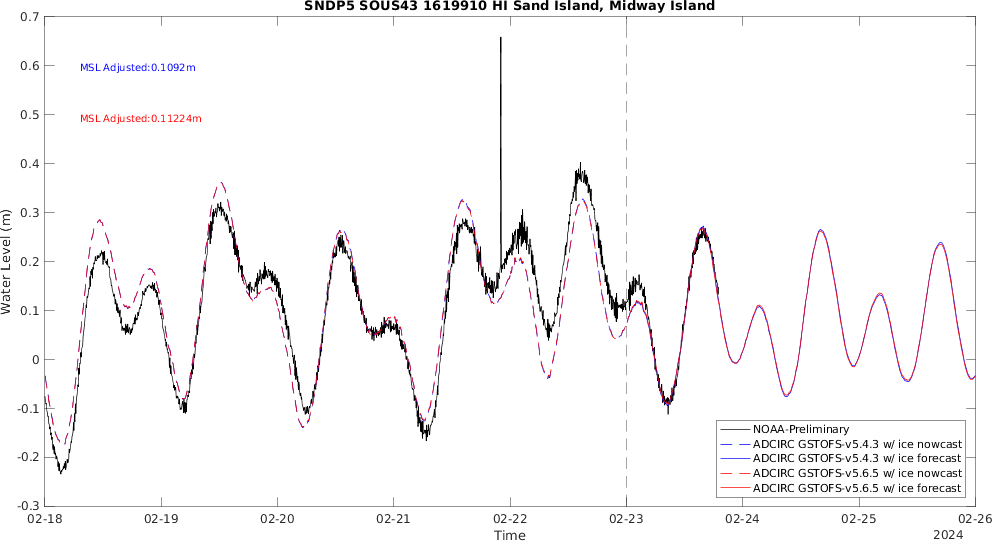 SNDP5 SOUS43 1619910 HI Sand Island, Midway Island
MSL Adjusted:0.1092m
MSL Adjusted:0.11224m
Water Level (m)
0.7
0.6
0.5
0.4
0.3
0.2
0.1
0
-0.1
-0.2
-0.3
NOAA-Preliminary
ADCIRC GSTOFS-v5.4.3 w/ ice nowcast
ADCIRC GSTOFS-v5.4.3 w/ ice forecast
ADCIRC GSTOFS-v5.6.5 w/ ice nowcast
ADCIRC GSTOFS-v5.6.5 w/ ice forecast
02-18 02-19 02-20 02-21 02-22 02-23 02-24 02-25 02-26
Time
2024